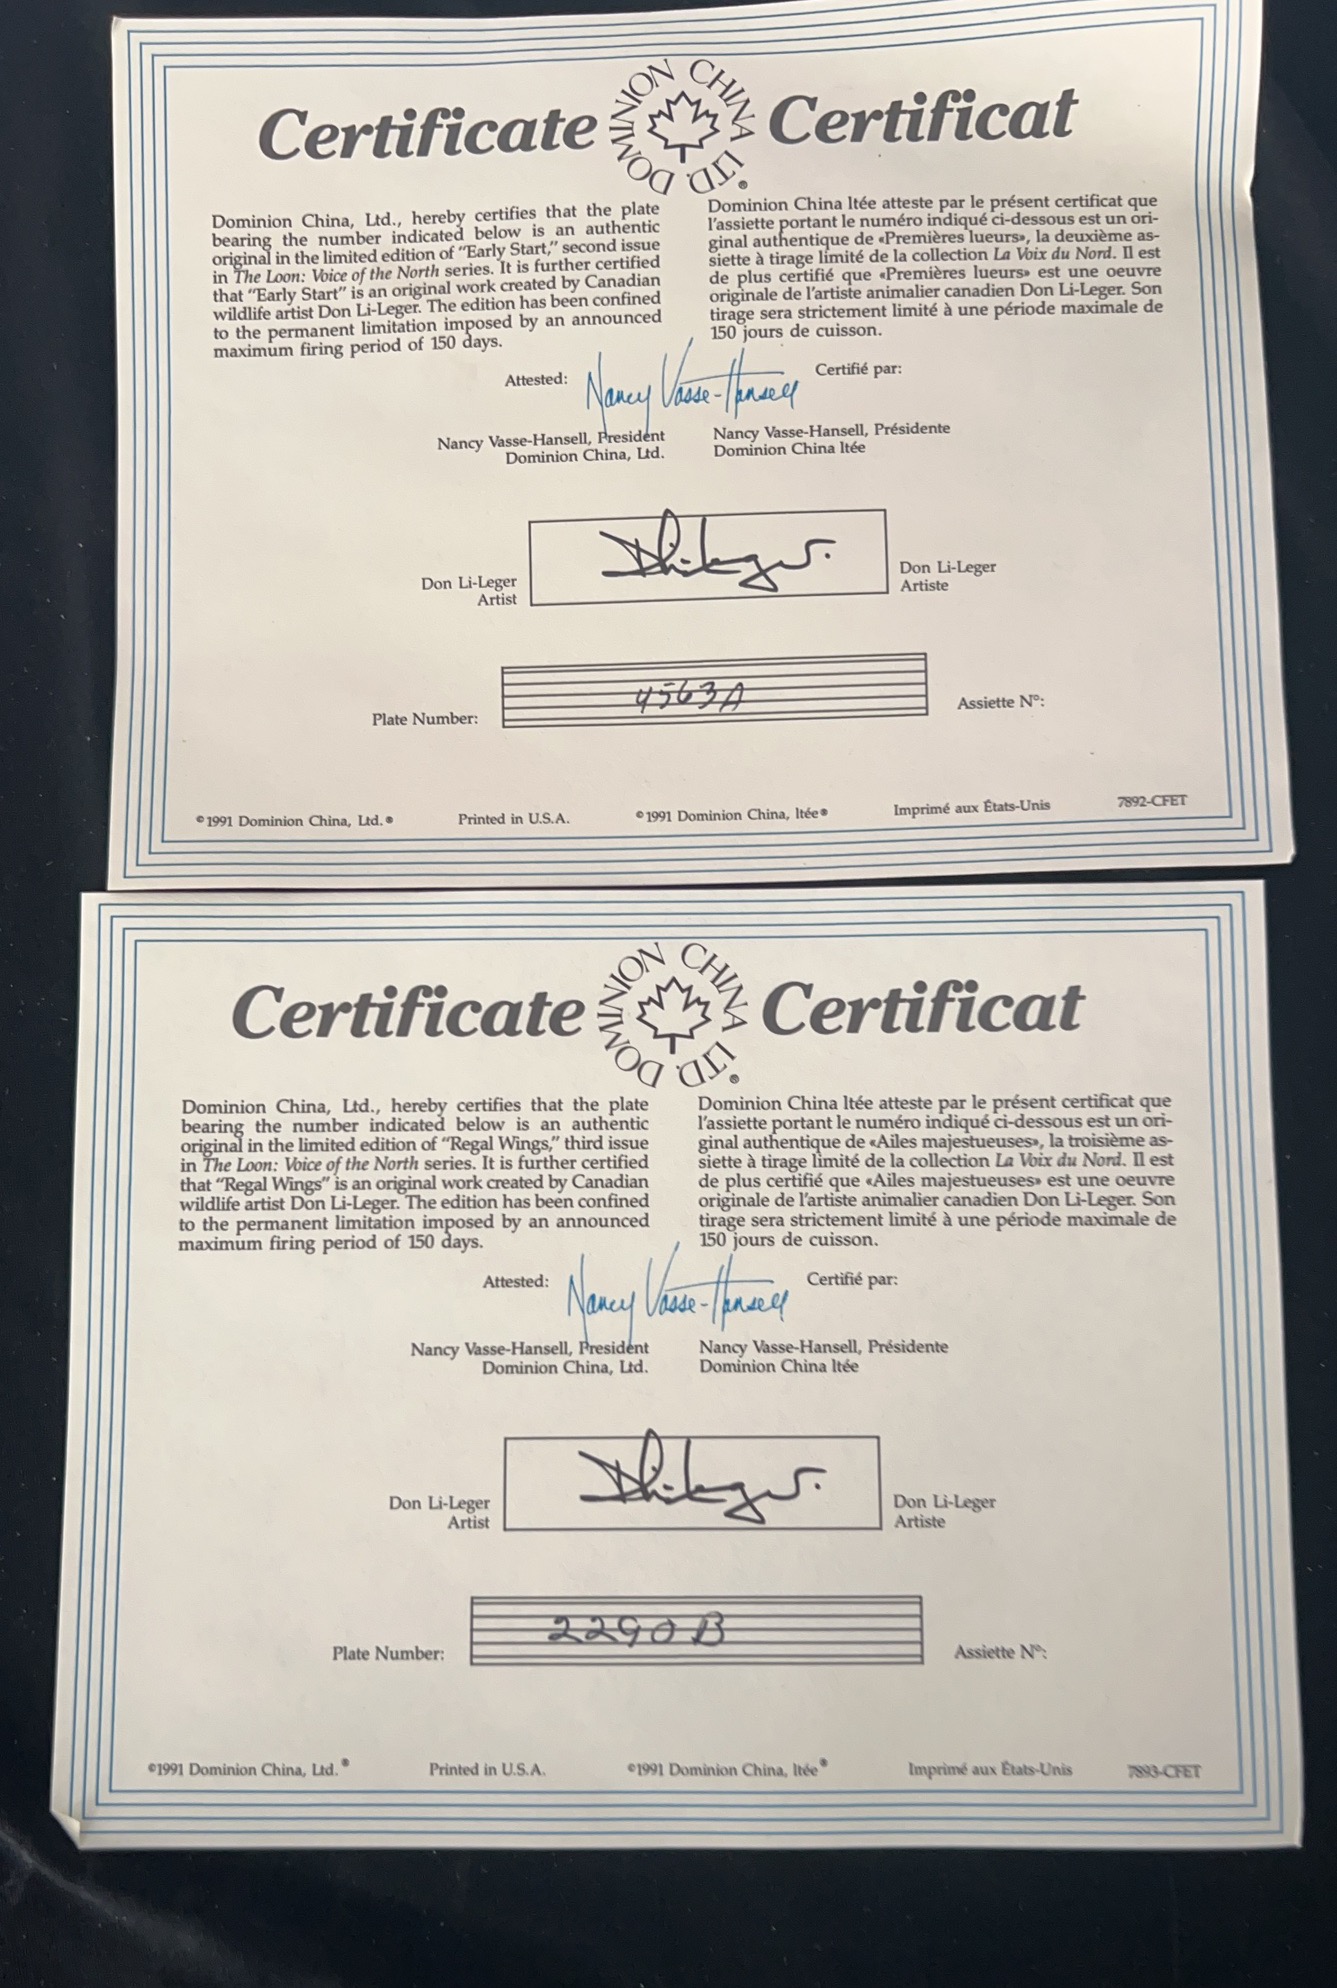 Certificate DOMINION CHINA LTD.® Certificat
Dominion China, Ltd., hereby certifies that the plate
bearing the number indicated below is an authentic
original in the limited edition of “Early Start,” second issue
in The Loon: Voice of the North series. It is further certified
that “Early Start” is an original work created by Canadian
wildlife artist Don Li-Leger. The edition has been confined
to the permanent limitation imposed by an announced
maximum firing period of 150 days.
Dominion China ltée atteste par le présent certificat que
l’assiette portant le numéro indiqué ci-dessous est un ori-
ginal authentique de «Premières lueurs», la deuxième as-
siette à tirage limité de la collection La Voix du Nord. Il est
de plus certifié que «Premières lueurs» est une oeuvre
originale de l’artiste animalier canadien Don Li-Leger. Son
tirage sera strictement limité à une période maximale de
150 jours de cuisson.
Attested: Nancy Vasse-Hansell Certifié par:
Nancy Vasse-Hansell, President
Dominion China, Ltd.
Nancy Vasse-Hansell, Présidente
Dominion China ltée
Don Li-Leger
Artist
Don Li-Leger
Artiste
Plate Number: 4563A Assiette Nº:
©1991 Dominion China, Ltd.® Printed in U.S.A. ©1991 Dominion China, ltée® Imprimé aux États-Unis 7892-CFET
Certificate DOMINION CHINA LTD.® Certificat
Dominion China, Ltd., hereby certifies that the plate
bearing the number indicated below is an authentic
original in the limited edition of “Regal Wings,” third issue
in The Loon: Voice of the North series. It is further certified
that “Regal Wings” is an original work created by Canadian
wildlife artist Don Li-Leger. The edition has been confined
to the permanent limitation imposed by an announced
maximum firing period of 150 days.
Dominion China ltée atteste par le présent certificat que
l’assiette portant le numéro indiqué ci-dessous est un ori-
ginal authentique de «Ailes majestueuses», la troisième as-
siette à tirage limité de la collection La Voix du Nord. Il est
de plus certifié que «Ailes majestueuses» est une oeuvre
originale de l’artiste animalier canadien Don Li-Leger. Son
tirage sera strictement limité à une période maximale de
150 jours de cuisson.
Attested: Nancy Vasse-Hansell Certifié par:
Nancy Vasse-Hansell, President
Dominion China, Ltd.
Nancy Vasse-Hansell, Présidente
Dominion China ltée
Don Li-Leger
Artist
Don Li-Leger
Artiste
Plate Number: 2290B Assiette Nº:
©1991 Dominion China, Ltd.® Printed in U.S.A. ©1991 Dominion China, ltée® Imprimé aux États-Unis 7893-CFET